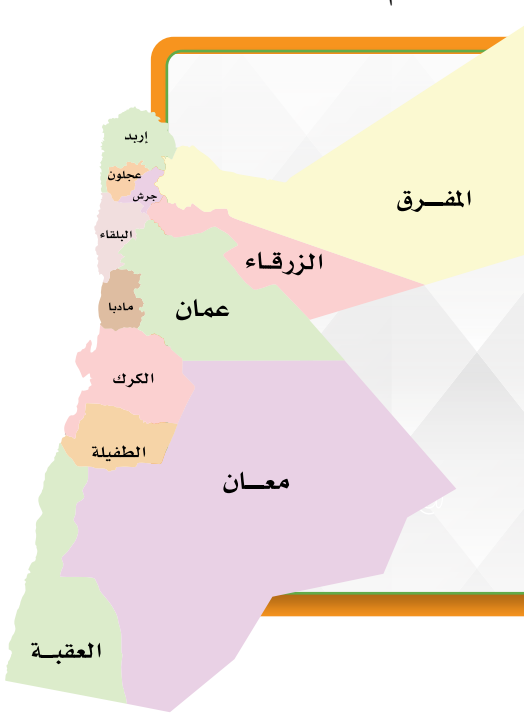 إربد
عجلون
جرش
المفـــرق
البلقاء
الزرقـاء
مادبا
عمان
الكرك
الطفيلة
معـــان
العقبـــة